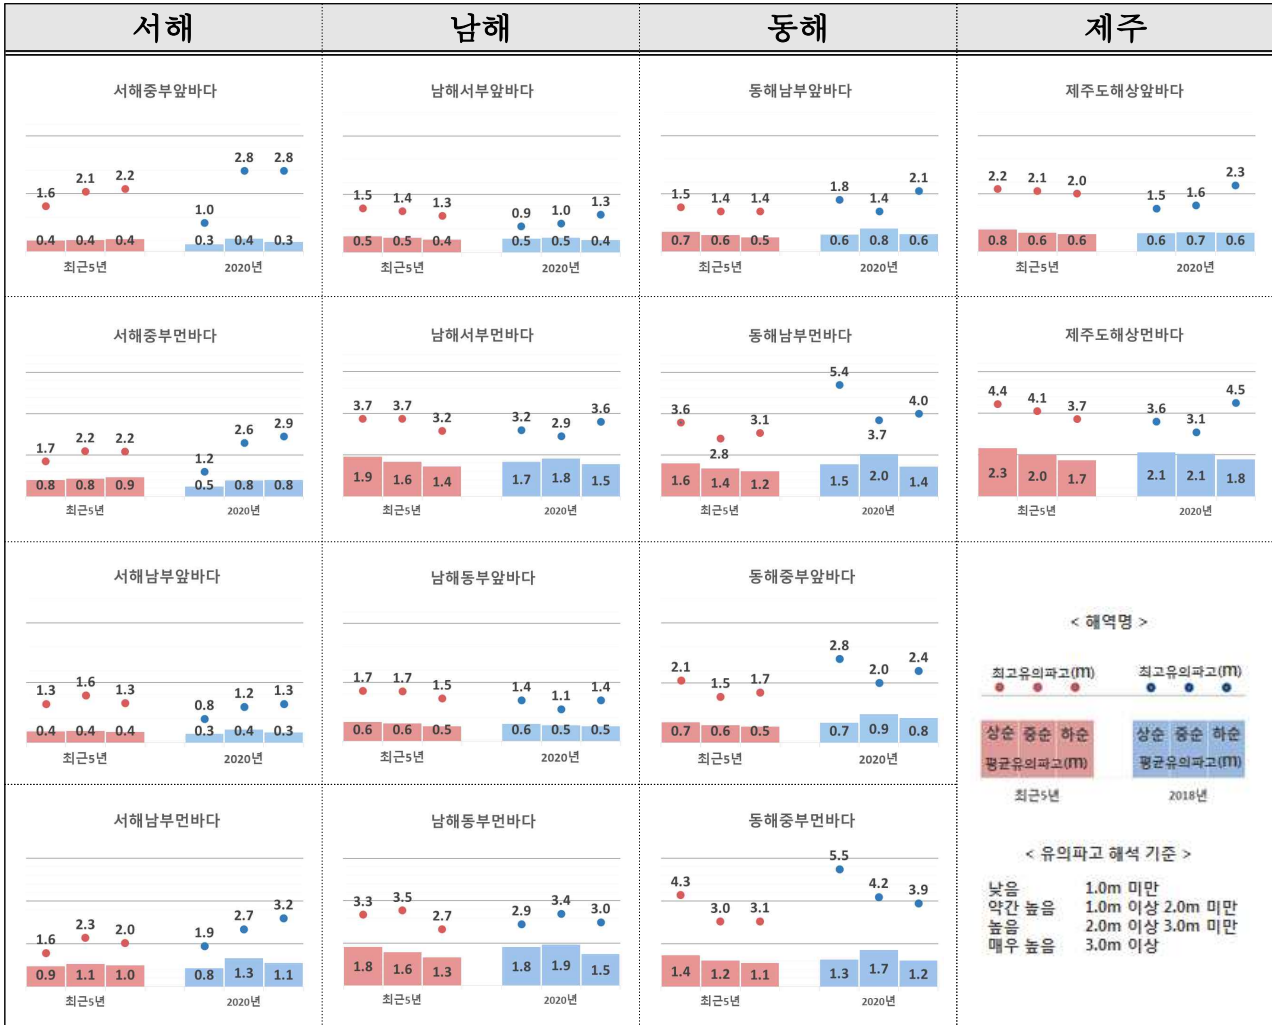 서해 남해 동해 제주
서해중부앞바다
1.6 2.1 2.2 1.0 2.8 2.8
0.4 0.4 0.4 0.3 0.4 0.3
최근5년 2020년
남해서부앞바다
1.5 1.4 1.3 0.9 1.0 1.3
0.5 0.5 0.4 0.5 0.5 0.4
최근5년 2020년
동해남부앞바다
1.5 1.4 1.4 1.8 1.4 2.1
0.7 0.6 0.5 0.6 0.8 0.6
최근5년 2020년
제주도해상앞바다
2.2 2.1 2.0 1.5 1.6 2.3
0.8 0.6 0.6 0.6 0.7 0.6
최근5년 2020년
서해중부먼바다
1.7 2.2 2.2 1.2 2.6 2.9
0.8 0.8 0.9 0.5 0.8 0.8
최근5년 2020년
남해서부먼바다
3.7 3.7 3.2 3.2 2.9 3.6
1.9 1.6 1.4 1.7 1.8 1.5
최근5년 2020년
동해남부먼바다
3.6 2.8 3.1 5.4 3.7 4.0
1.6 1.4 1.2 1.5 2.0 1.4
최근5년 2020년
제주도해상먼바다
4.4 4.1 3.7 3.6 3.1 4.5
2.3 2.0 1.7 2.1 2.1 1.8
최근5년 2020년
서해남부앞바다
1.3 1.6 1.3 0.8 1.2 1.3
0.4 0.4 0.4 0.3 0.4 0.3
최근5년 2020년
남해동부앞바다
1.7 1.7 1.5 1.4 1.1 1.4
0.6 0.6 0.5 0.6 0.5 0.5
최근5년 2020년
동해중부앞바다
2.1 1.5 1.7 2.8 2.0 2.4
0.7 0.6 0.5 0.7 0.9 0.8
최근5년 2020년
< 해역명 >
최고유의파고(m) 최고유의파고(m)
상순 중순 하순 상순 중순 하순
평균유의파고(m) 평균유의파고(m)
최근5년 2018년
서해남부먼바다
1.6 2.3 2.0 1.9 2.7 3.2
0.9 1.1 1.0 0.8 1.3 1.1
최근5년 2020년
남해동부먼바다
3.3 3.5 2.7 2.9 3.4 3.0
1.8 1.6 1.3 1.8 1.9 1.5
최근5년 2020년
동해중부먼바다
4.3 3.0 3.1 5.5 4.2 3.9
1.4 1.2 1.1 1.3 1.7 1.2
최근5년 2020년
< 유의파고 해석 기준 >
낮음 1.0m 미만
약간 높음 1.0m 이상 2.0m 미만
높음 2.0m 이상 3.0m 미만
매우 높음 3.0m 이상